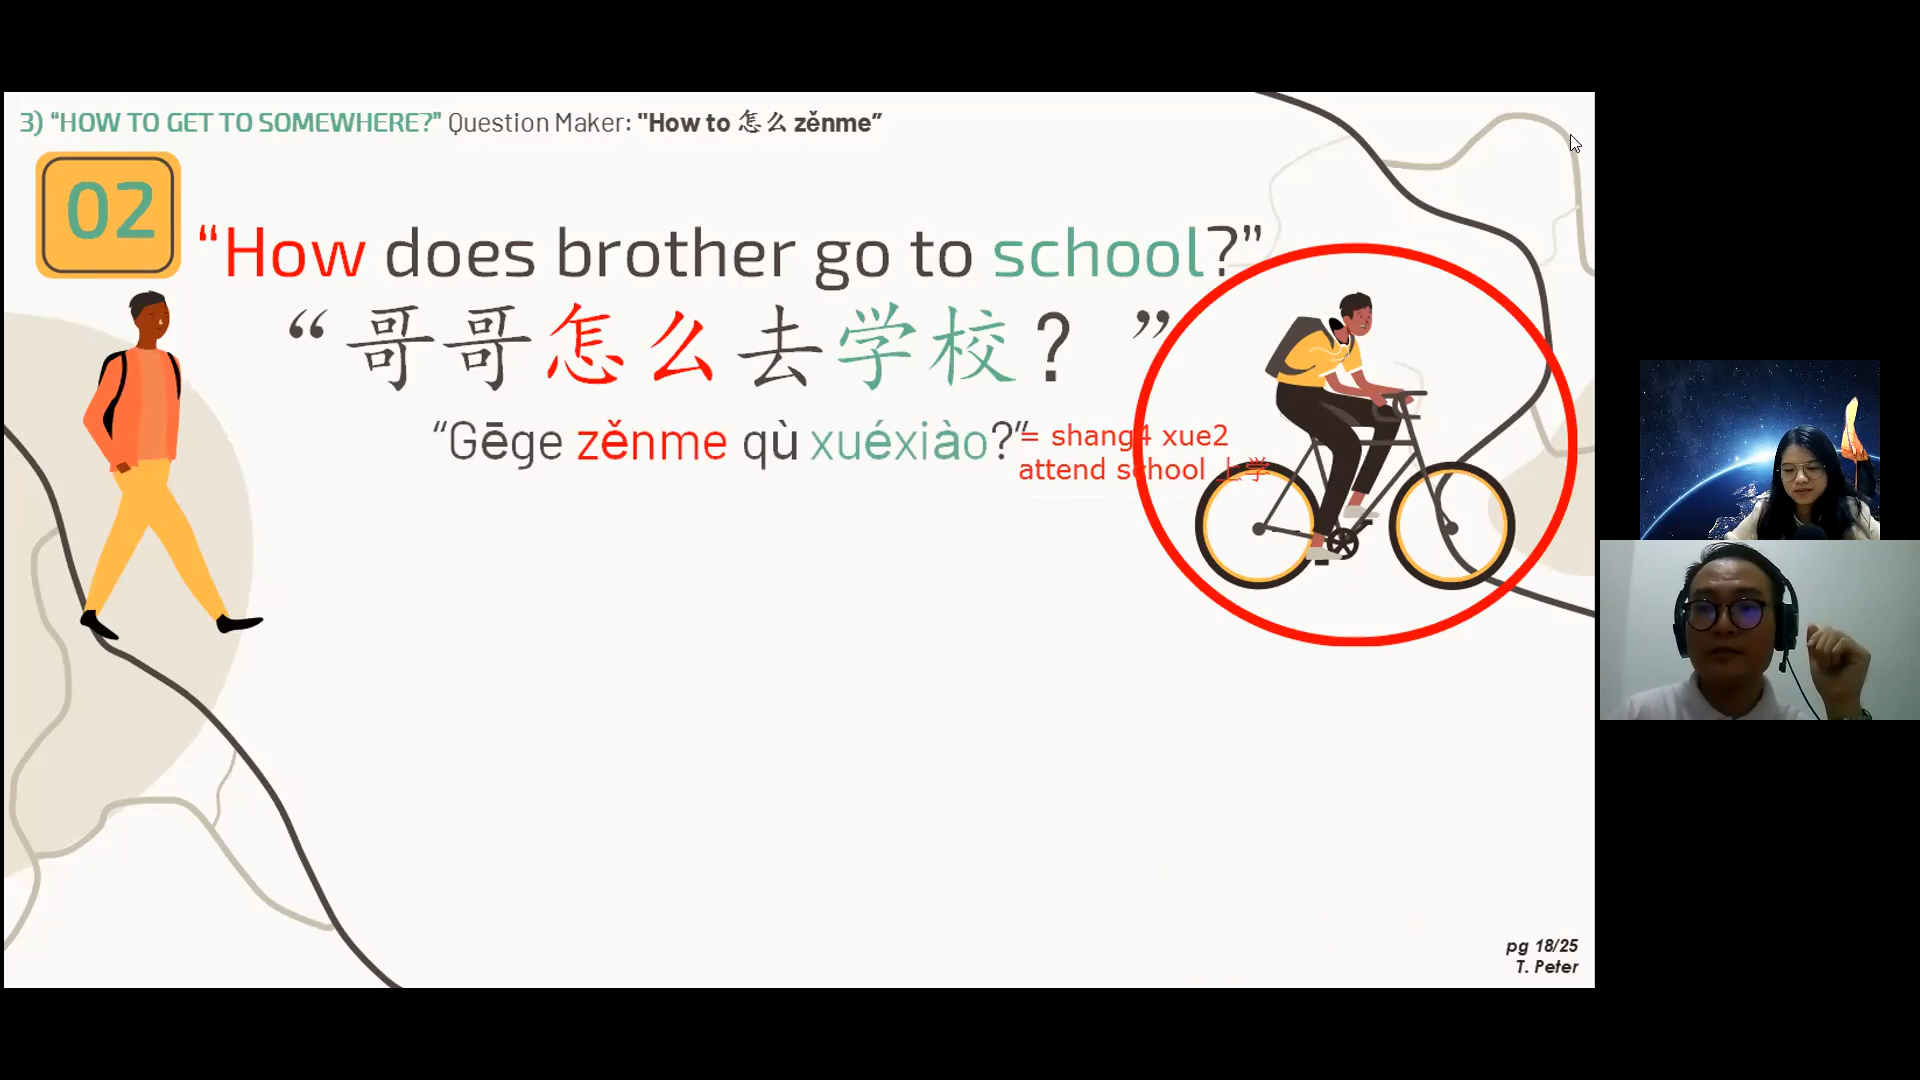 3) “HOW TO GET TO SOMEWHERE?” Question Maker: "How to 怎么 zěnme”
02
“How does brother go to school?”
“哥哥怎么去学校？”
“Gēge zěnme qù xuéxiào?”
= shang4 xue2
attend school 上学
pg 18/25
T. Peter